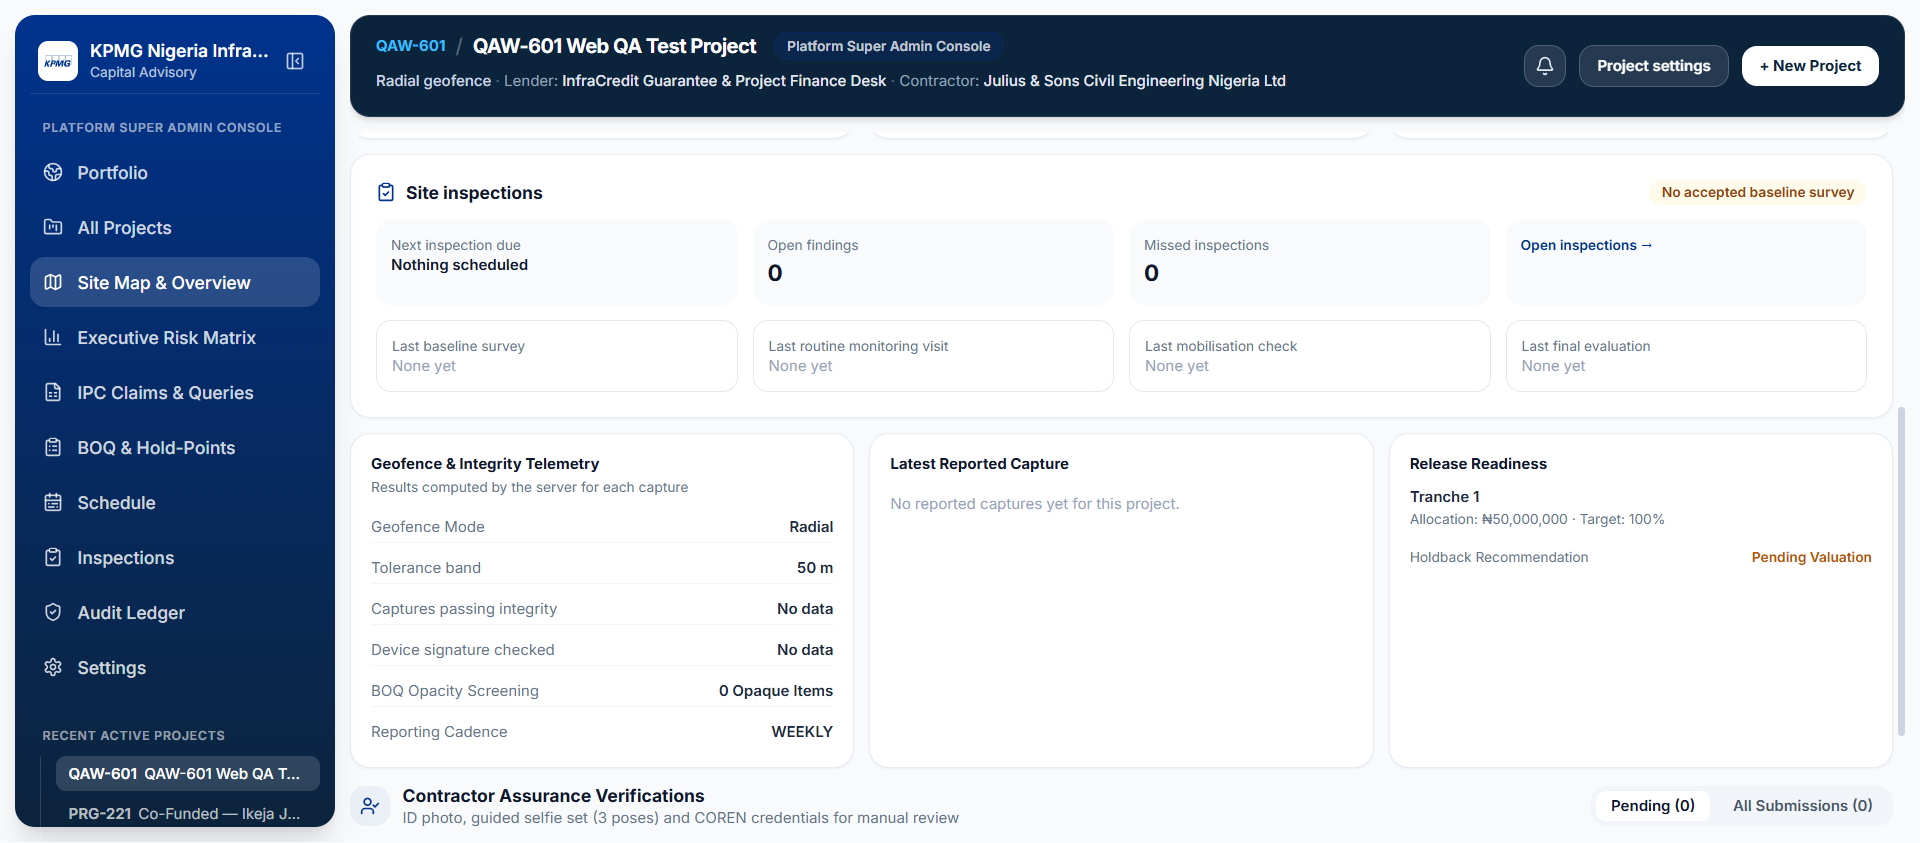 KPMG
KPMG Nigeria Infra...
Capital Advisory
PLATFORM SUPER ADMIN CONSOLE
Portfolio
All Projects
Site Map & Overview
Executive Risk Matrix
IPC Claims & Queries
BOQ & Hold-Points
Schedule
Inspections
Audit Ledger
Settings
RECENT ACTIVE PROJECTS
QAW-601 QAW-601 Web QA T...
PRG-221 Co-Funded — Ikeja J...
QAW-601 / QAW-601 Web QA Test Project Platform Super Admin Console
Radial geofence · Lender: InfraCredit Guarantee & Project Finance Desk · Contractor: Julius & Sons Civil Engineering Nigeria Ltd
Project settings
+ New Project
Site inspections
No accepted baseline survey
Next inspection due
Nothing scheduled
Open findings
0
Missed inspections
0
Open inspections →
Last baseline survey
None yet
Last routine monitoring visit
None yet
Last mobilisation check
None yet
Last final evaluation
None yet
Geofence & Integrity Telemetry
Results computed by the server for each capture
Geofence Mode Radial
Tolerance band 50 m
Captures passing integrity No data
Device signature checked No data
BOQ Opacity Screening 0 Opaque Items
Reporting Cadence WEEKLY
Latest Reported Capture
No reported captures yet for this project.
Release Readiness
Tranche 1
Allocation: ₦50,000,000 · Target: 100%
Holdback Recommendation Pending Valuation
Contractor Assurance Verifications
ID photo, guided selfie set (3 poses) and COREN credentials for manual review
Pending (0)
All Submissions (0)